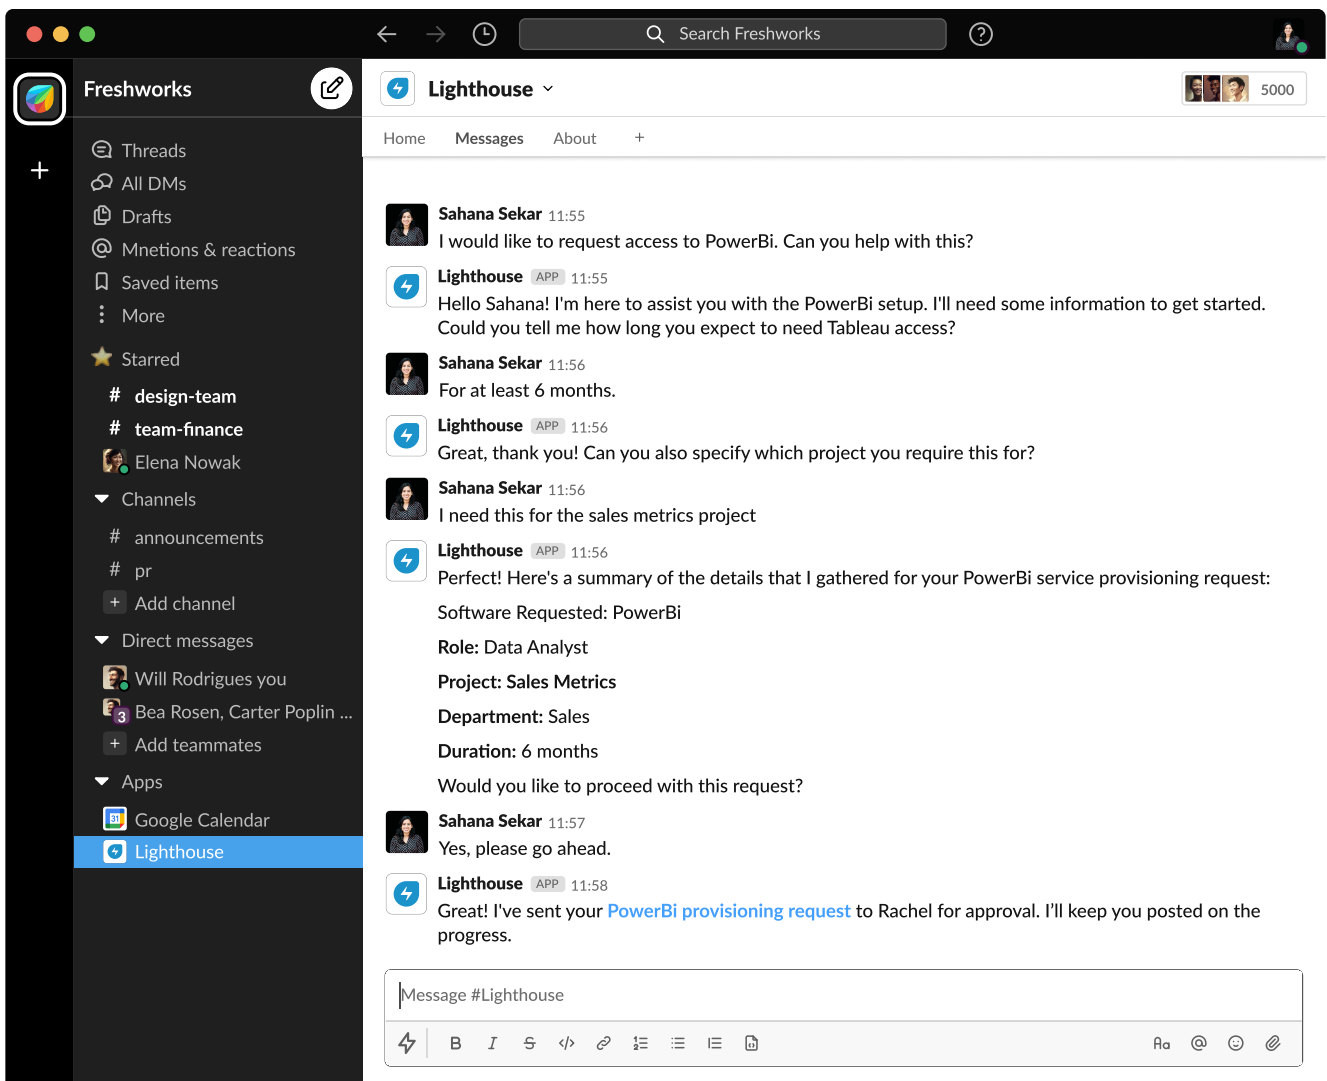 Search Freshworks
Freshworks
Lighthouse
5000
Home Messages About +
Threads
All DMs
Drafts
Mnetions & reactions
Saved items
More
Starred
# design-team
# team-finance
Elena Nowak
Channels
# announcements
# pr
+ Add channel
Direct messages
Will Rodrigues you
3 Bea Rosen, Carter Poplin ...
+ Add teammates
Apps
31 Google Calendar
Lighthouse
Sahana Sekar 11:55
I would like to request access to PowerBi. Can you help with this?
Lighthouse APP 11:55
Hello Sahana! I'm here to assist you with the PowerBi setup. I'll need some information to get started.
Could you tell me how long you expect to need Tableau access?
Sahana Sekar 11:56
For at least 6 months.
Lighthouse APP 11:56
Great, thank you! Can you also specify which project you require this for?
Sahana Sekar 11:56
I need this for the sales metrics project
Lighthouse APP 11:56
Perfect! Here's a summary of the details that I gathered for your PowerBi service provisioning request:
Software Requested: PowerBi
Role: Data Analyst
Project: Sales Metrics
Department: Sales
Duration: 6 months
Would you like to proceed with this request?
Sahana Sekar 11:57
Yes, please go ahead.
Lighthouse APP 11:58
Great! I've sent your PowerBi provisioning request to Rachel for approval. I’ll keep you posted on the
progress.
Message #Lighthouse
B I S </> Aa @